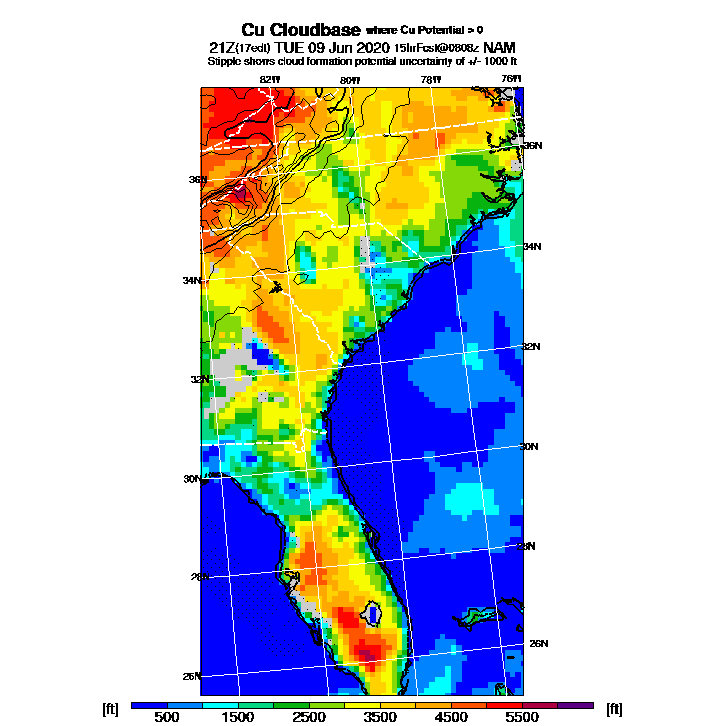 Cu Cloudbase where Cu Potential > 0
21Z(17edt) TUE 09 Jun 2020 15hrFcst@0808z NAM
Stipple shows cloud formation potential uncertainty of +/- 1000 ft
82W 80W 78W 76W
36N
36N
34N
34N
32N
32N
30N
30N
28N
28N
26N
26N
[ft] 500 1500 2500 3500 4500 5500 [ft]